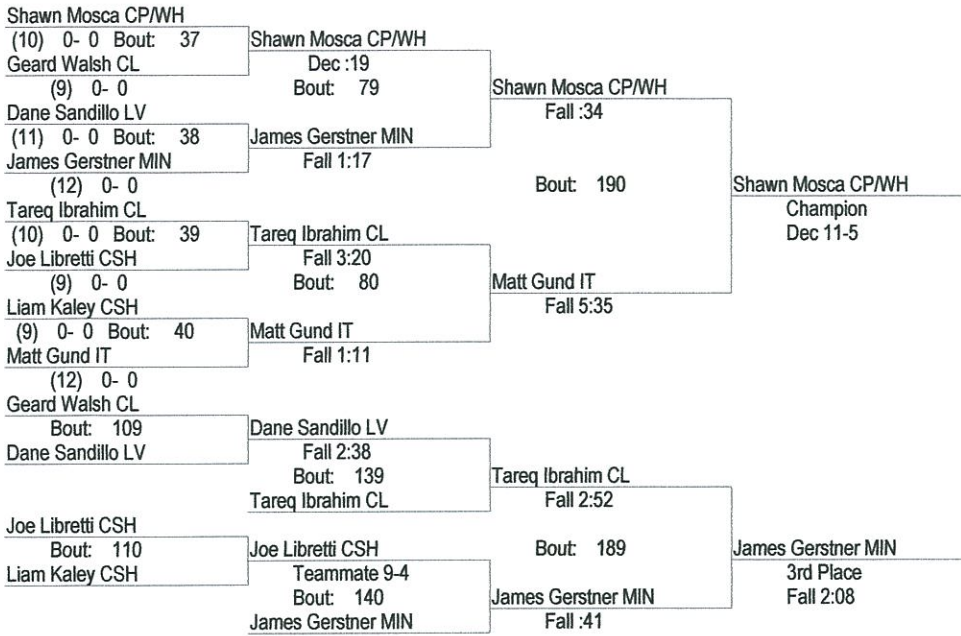 Shawn Mosca CP/WH
(10) 0- 0 Bout: 37
Geard Walsh CL
(9) 0- 0
Dane Sandillo LV
(11) 0- 0 Bout: 38
James Gerstner MIN
(12) 0- 0
Tareq Ibrahim CL
(10) 0- 0 Bout: 39
Joe Libretti CSH
(9) 0- 0
Liam Kaley CSH
(9) 0- 0 Bout: 40
Matt Gund IT
(12) 0- 0
Shawn Mosca CP/WH
Dec :19
Bout: 79
James Gerstner MIN
Fall 1:17
Tareq Ibrahim CL
Fall 3:20
Bout: 80
Matt Gund IT
Fall 1:11
Shawn Mosca CP/WH
Fall :34
Bout: 190
Matt Gund IT
Fall 5:35
Shawn Mosca CP/WH
Champion
Dec 11-5
Geard Walsh CL
Bout: 109
Dane Sandillo LV
Joe Libretti CSH
Bout: 110
Liam Kaley CSH
Dane Sandillo LV
Fall 2:38
Bout: 139
Tareq Ibrahim CL
Joe Libretti CSH
Teammate 9-4
Bout: 140
James Gerstner MIN
Tareq Ibrahim CL
Fall 2:52
Bout: 189
James Gerstner MIN
Fall :41
James Gerstner MIN
3rd Place
Fall 2:08